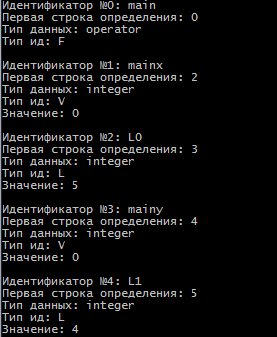 Идентификатор №0: main
Первая строка определения: 0
Тип данных: operator
Тип ид: F
Идентификатор №1: mainx
Первая строка определения: 2
Тип данных: integer
Тип ид: V
Значение: 0
Идентификатор №2: L0
Первая строка определения: 3
Тип данных: integer
Тип ид: L
Значение: 5
Идентификатор №3: mainy
Первая строка определения: 4
Тип данных: integer
Тип ид: V
Значение: 0
Идентификатор №4: L1
Первая строка определения: 5
Тип данных: integer
Тип ид: L
Значение: 4